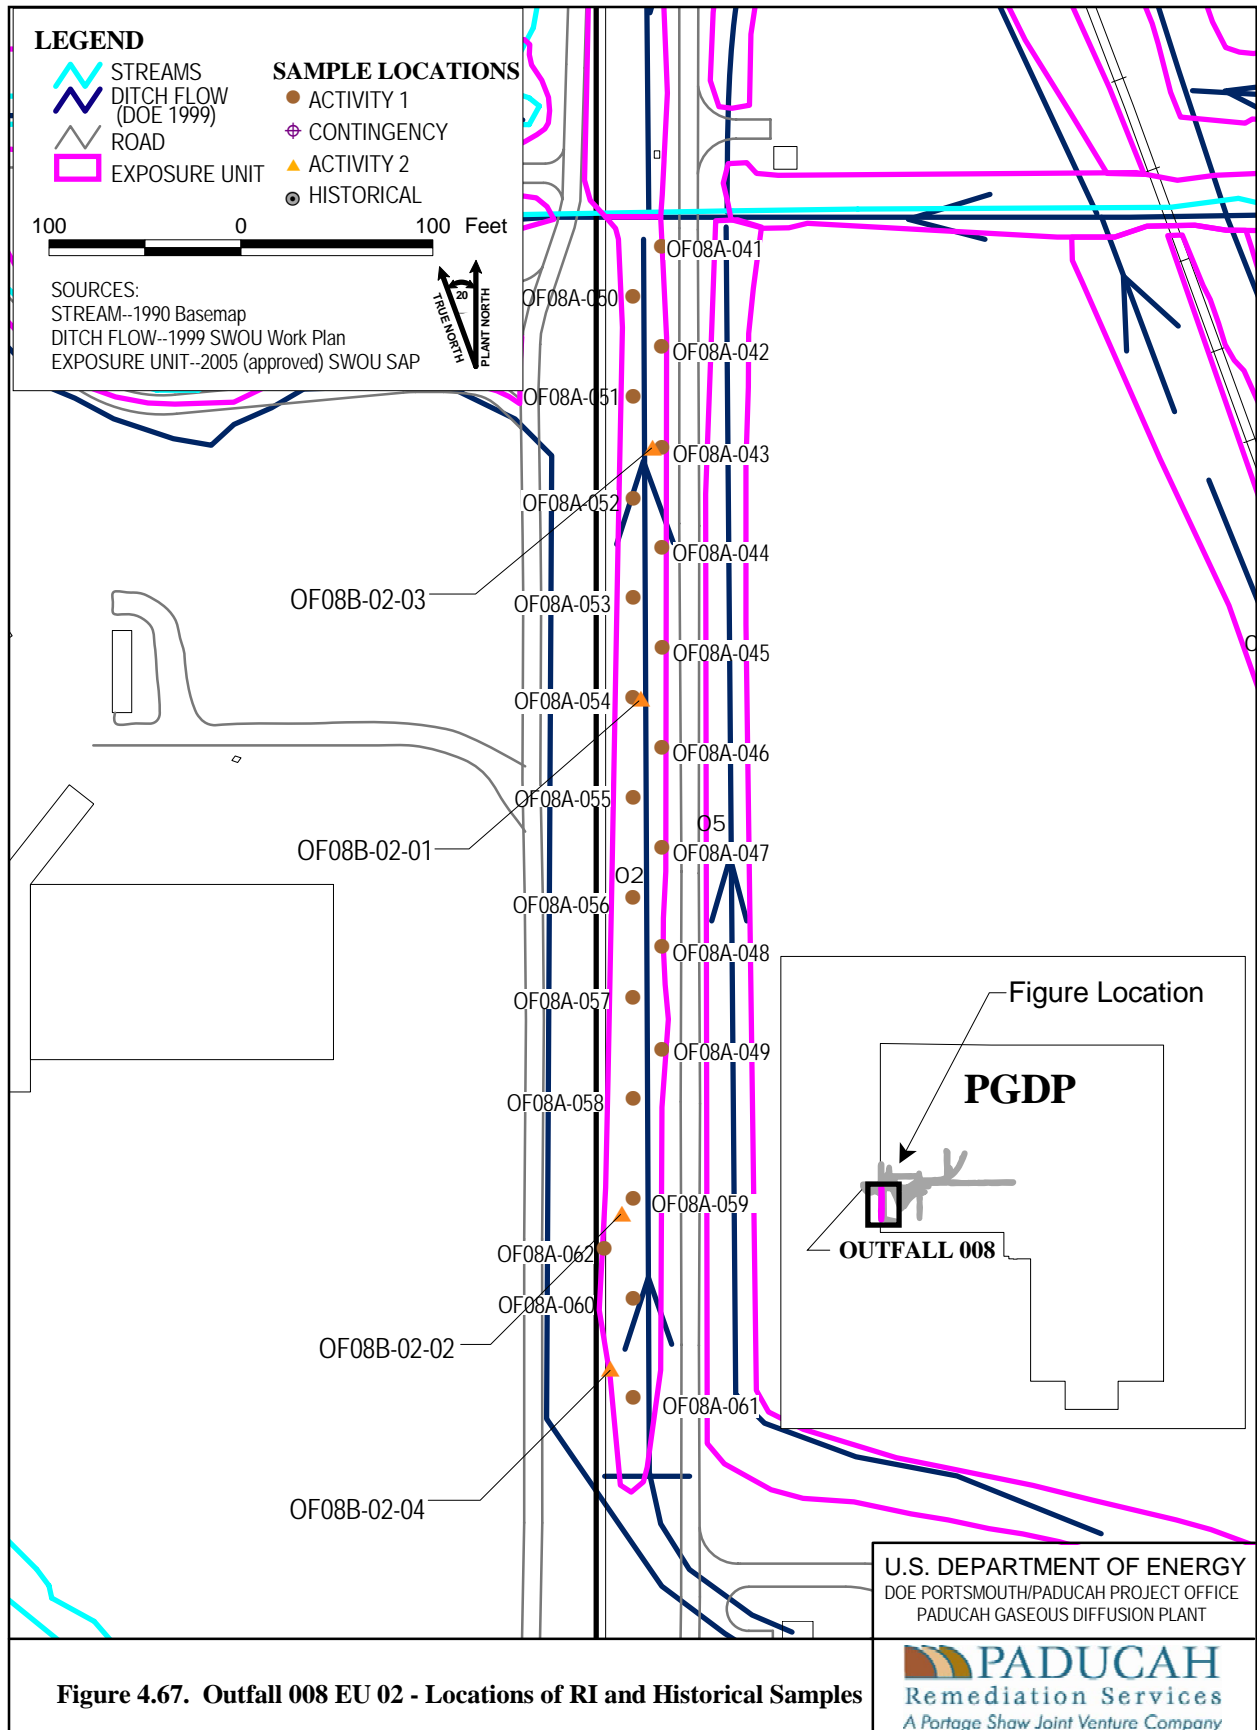 LEGEND
STREAMS
DITCH FLOW
(DOE 1999)
ROAD
EXPOSURE UNIT
SAMPLE LOCATIONS
ACTIVITY 1
CONTINGENCY
ACTIVITY 2
HISTORICAL
100 0 100 Feet
SOURCES:
STREAM--1990 Basemap
DITCH FLOW--1999 SWOU Work Plan
EXPOSURE UNIT--2005 (approved) SWOU SAP
20
TRUE NORTH
PLANT NORTH
OF08A-041
OF08A-050
OF08A-042
OF08A-051
OF08A-043
OF08A-052
OF08A-044
OF08B-02-03
OF08A-053
OF08A-045
OF08A-054
OF08A-046
OF08A-055
05
OF08B-02-01
OF08A-047
02
OF08A-056
OF08A-048
OF08A-057
OF08A-049
OF08A-058
OF08A-059
OF08A-062
OF08A-060
OF08B-02-02
OF08A-061
OF08B-02-04
Figure Location
PGDP
OUTFALL 008
U.S. DEPARTMENT OF ENERGY
DOE PORTSMOUTH/PADUCAH PROJECT OFFICE
PADUCAH GASEOUS DIFFUSION PLANT
Figure 4.67. Outfall 008 EU 02 - Locations of RI and Historical Samples
PADUCAH
Remediation Services
A Portage Shaw Joint Venture Company